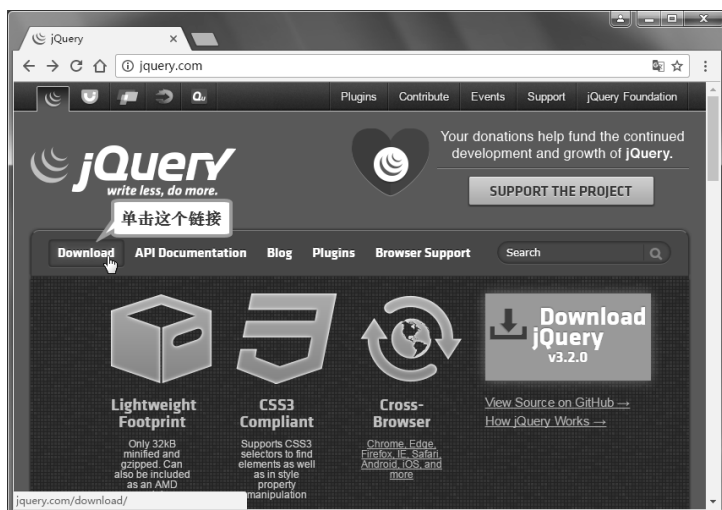 jQuery
jquery.com
Plugins Contribute Events Support jQuery Foundation
Your donations help fund the continued
development and growth of jQuery.
jQuery
write less, do more.
SUPPORT THE PROJECT
单击这个链接
Download API Documentation Blog Plugins Browser Support Search
Download
jQuery
v3.2.0
Lightweight
Footprint
Only 32kB
minified and
gzipped. Can
also be included
as an AMD
CSS3
Compliant
Supports CSS3
selectors to find
elements as well
as in style
property
manipulation
Cross-
Browser
Chrome, Edge,
Firefox, IE, Safari,
Android, iOS, and
more
View Source on GitHub →
How jQuery Works →
jquery.com/download/